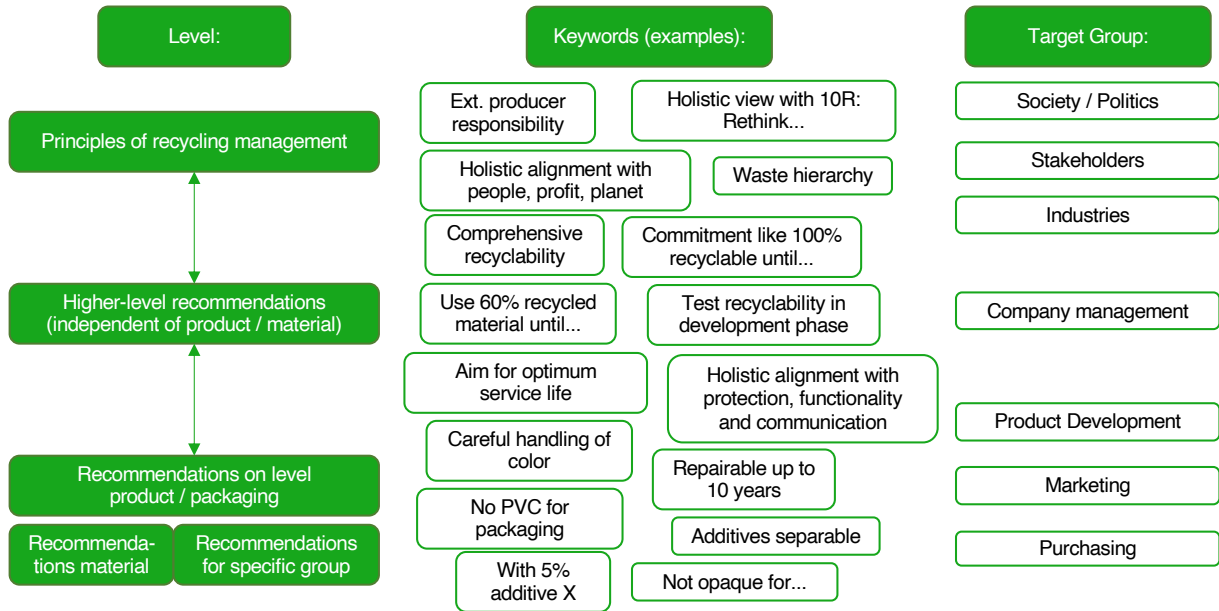 Level:
Keywords (examples):
Target Group:
Principles of recycling management
Higher-level recommendations
(independent of product / material)
Recommendations on level
product / packaging
Recommenda-
tions material
Recommendations
for specific group
Ext. producer
responsibility
Holistic view with 10R:
Rethink...
Holistic alignment with
people, profit, planet
Waste hierarchy
Comprehensive
recyclability
Commitment like 100%
recyclable until...
Use 60% recycled
material until...
Test recyclability in
development phase
Aim for optimum
service life
Holistic alignment with
protection, functionality
and communication
Careful handling of
color
Repairable up to
10 years
No PVC for
packaging
Additives separable
With 5%
additive X
Not opaque for...
Society / Politics
Stakeholders
Industries
Company management
Product Development
Marketing
Purchasing